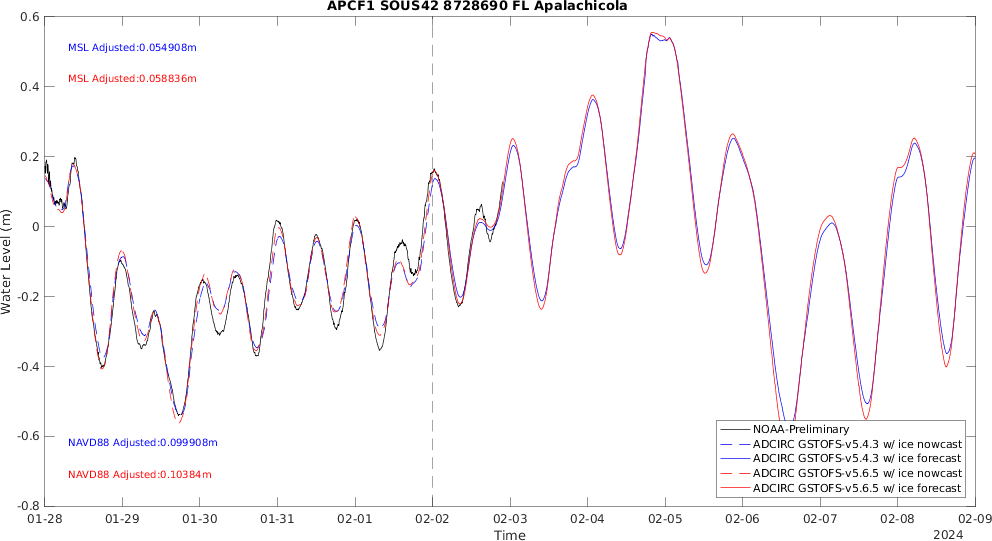 APCF1 SOUS42 8728690 FL Apalachicola
MSL Adjusted:0.054908m
MSL Adjusted:0.058836m
NAVD88 Adjusted:0.099908m
NAVD88 Adjusted:0.10384m
Water Level (m)
0.6
0.4
0.2
0
-0.2
-0.4
-0.6
-0.8
NOAA-Preliminary
ADCIRC GSTOFS-v5.4.3 w/ ice nowcast
ADCIRC GSTOFS-v5.4.3 w/ ice forecast
ADCIRC GSTOFS-v5.6.5 w/ ice nowcast
ADCIRC GSTOFS-v5.6.5 w/ ice forecast
01-28 01-29 01-30 01-31 02-01 02-02 02-03 02-04 02-05 02-06 02-07 02-08 02-09
Time
2024